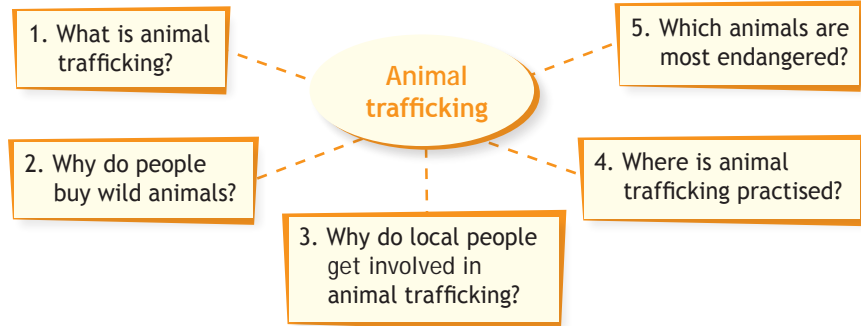 Animal
trafficking
1. What is animal
trafficking?
2. Why do people
buy wild animals?
3. Why do local people
get involved in
animal trafficking?
4. Where is animal
trafficking practised?
5. Which animals are
most endangered?